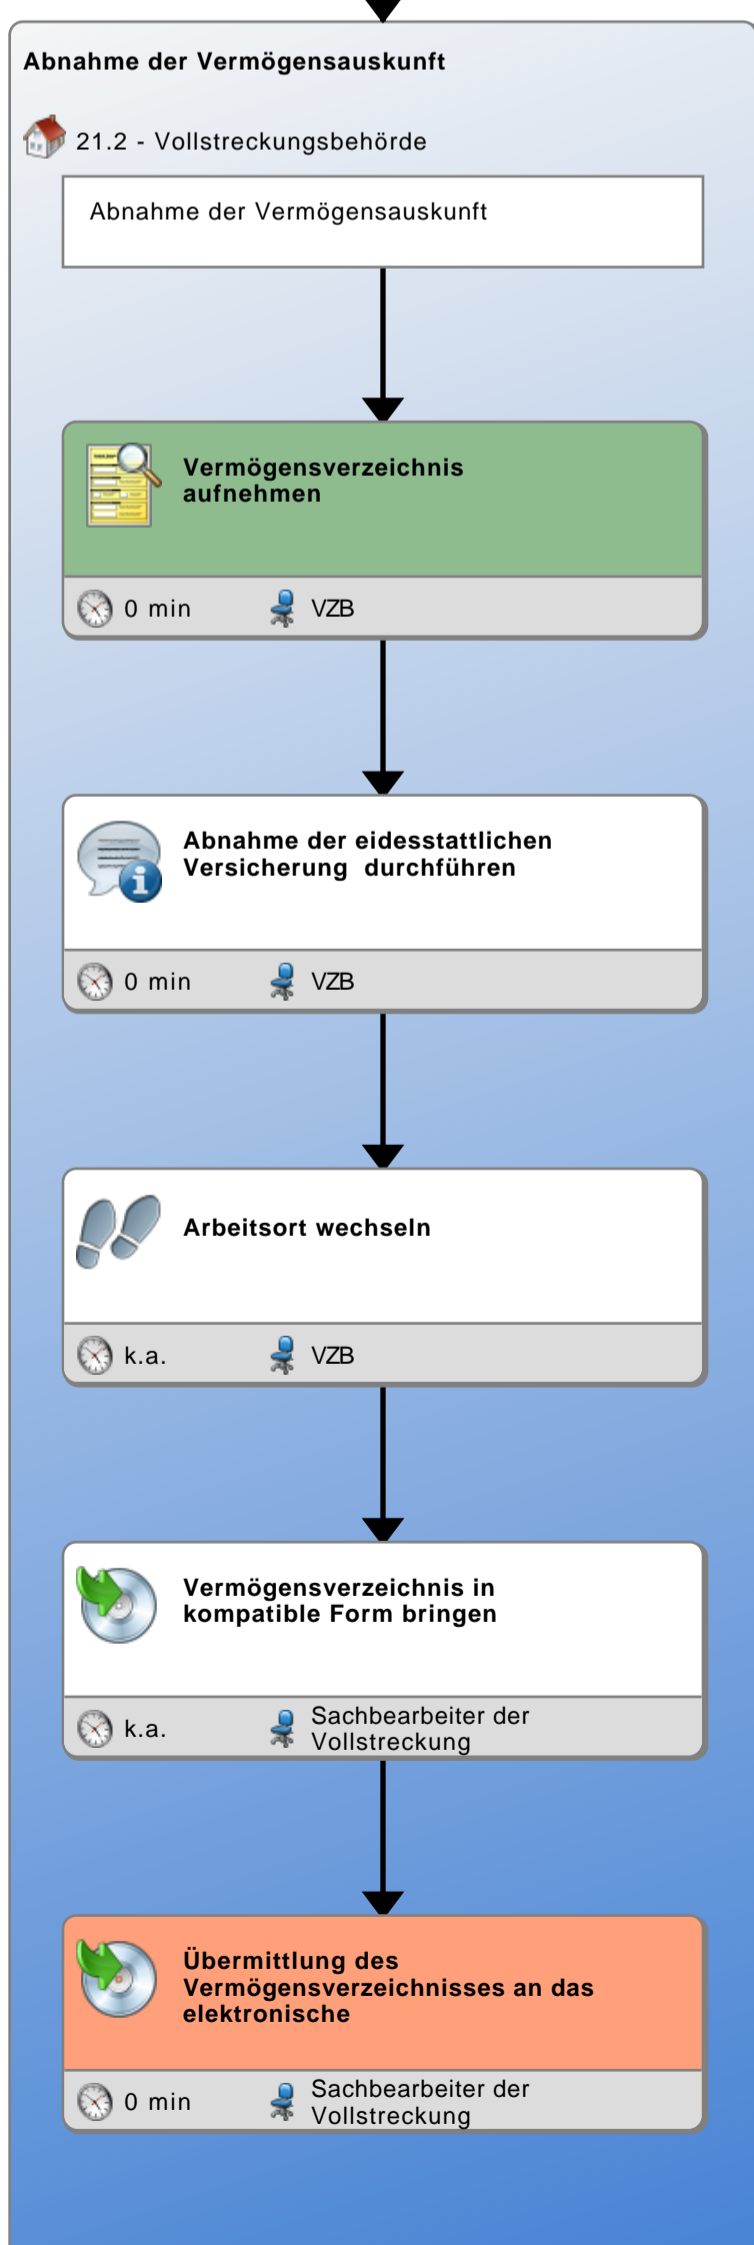 Abnahme der Vermögensauskunft
21.2 - Vollstreckungsbehörde
Abnahme der Vermögensauskunft
Vermögensverzeichnis
aufnehmen
0 min VZB
Abnahme der eidesstattlichen
Versicherung durchführen
0 min VZB
Arbeitsort wechseln
k.a. VZB
Vermögensverzeichnis in
kompatible Form bringen
k.a. Sachbearbeiter der
Vollstreckung
Übermittlung des
Vermögensverzeichnisses an das
elektronische
0 min Sachbearbeiter der
Vollstreckung